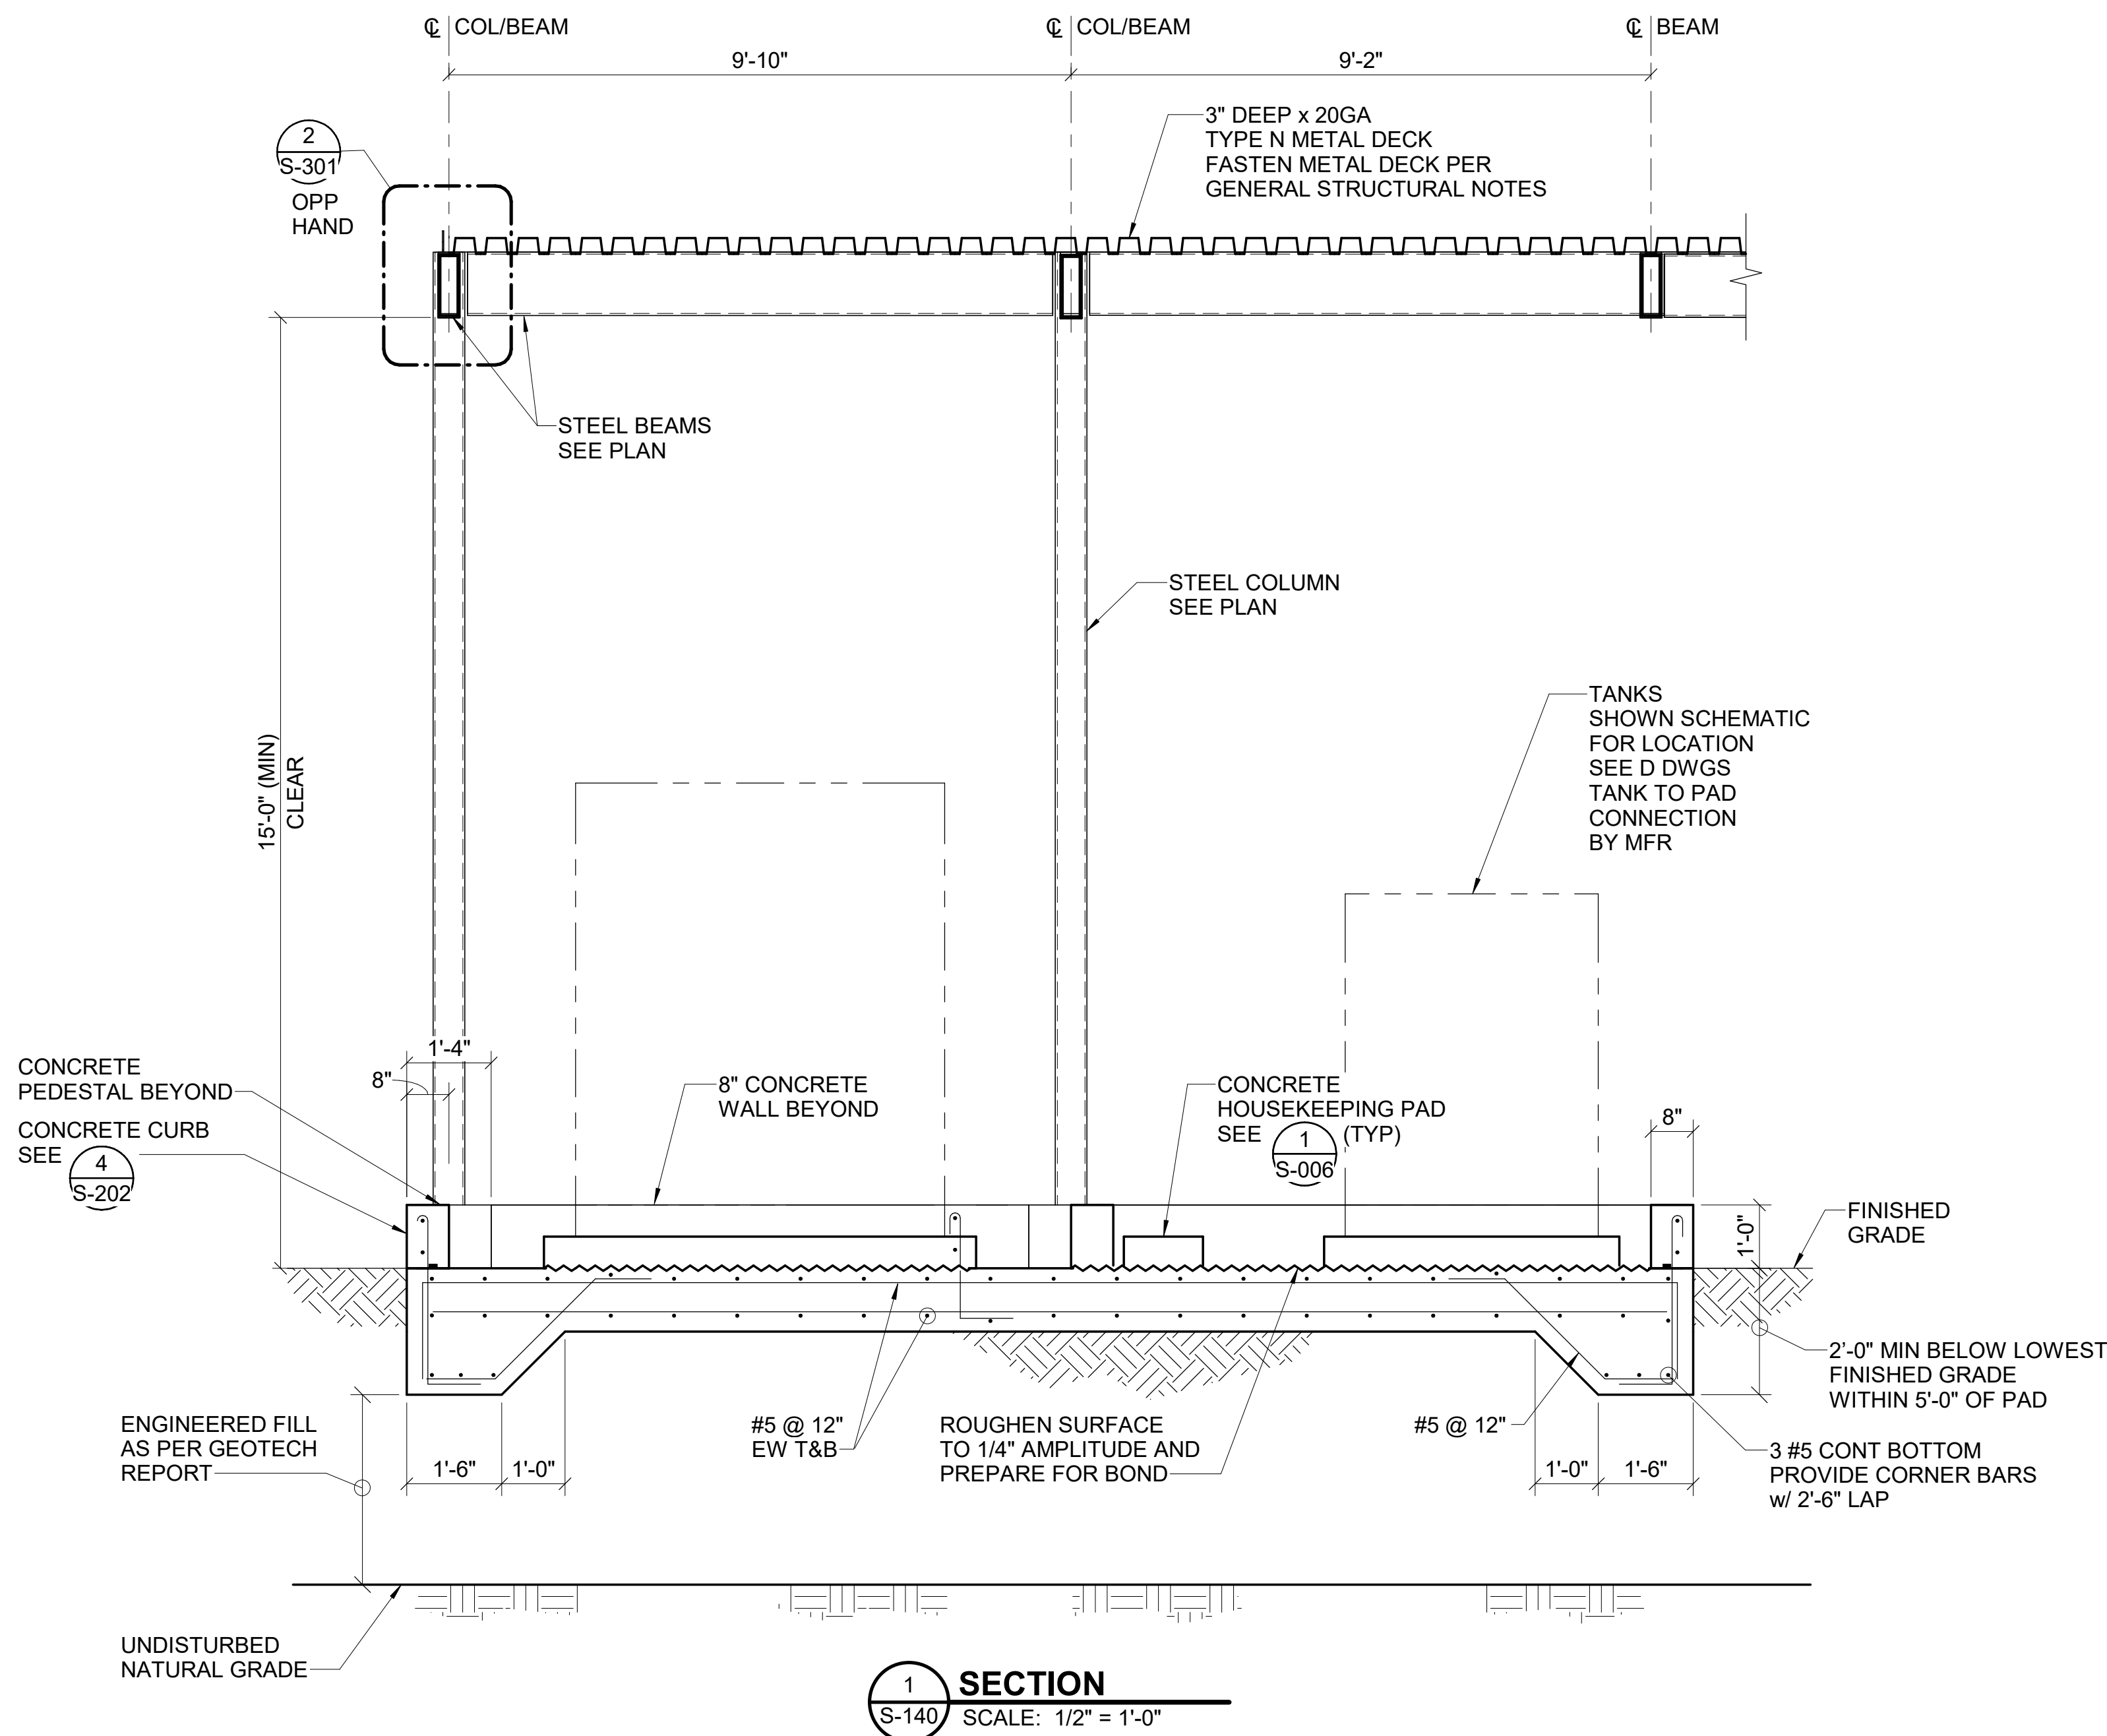 ℄ COL/BEAM
℄ COL/BEAM
℄ BEAM
9'-10"
9'-2"
3" DEEP x 20GA
TYPE N METAL DECK
FASTEN METAL DECK PER
GENERAL STRUCTURAL NOTES
2
S-301
OPP
HAND
STEEL BEAMS
SEE PLAN
STEEL COLUMN
SEE PLAN
TANKS
SHOWN SCHEMATIC
FOR LOCATION
SEE D DWGS
TANK TO PAD
CONNECTION
BY MFR
15'-0" (MIN)
CLEAR
1'-4"
8"
CONCRETE
PEDESTAL BEYOND
CONCRETE CURB
SEE
4
S-202
8" CONCRETE
WALL BEYOND
CONCRETE
HOUSEKEEPING PAD
SEE
1
S-006
(TYP)
8"
1'-0"
FINISHED
GRADE
2'-0" MIN BELOW LOWEST
FINISHED GRADE
WITHIN 5'-0" OF PAD
ENGINEERED FILL
AS PER GEOTECH
REPORT
1'-6"
1'-0"
#5 @ 12"
EW T&B
ROUGHEN SURFACE
TO 1/4" AMPLITUDE AND
PREPARE FOR BOND
#5 @ 12"
1'-0"
1'-6"
3 #5 CONT BOTTOM
PROVIDE CORNER BARS
w/ 2'-6" LAP
UNDISTURBED
NATURAL GRADE
1
S-140
SECTION
SCALE: 1/2" = 1'-0"